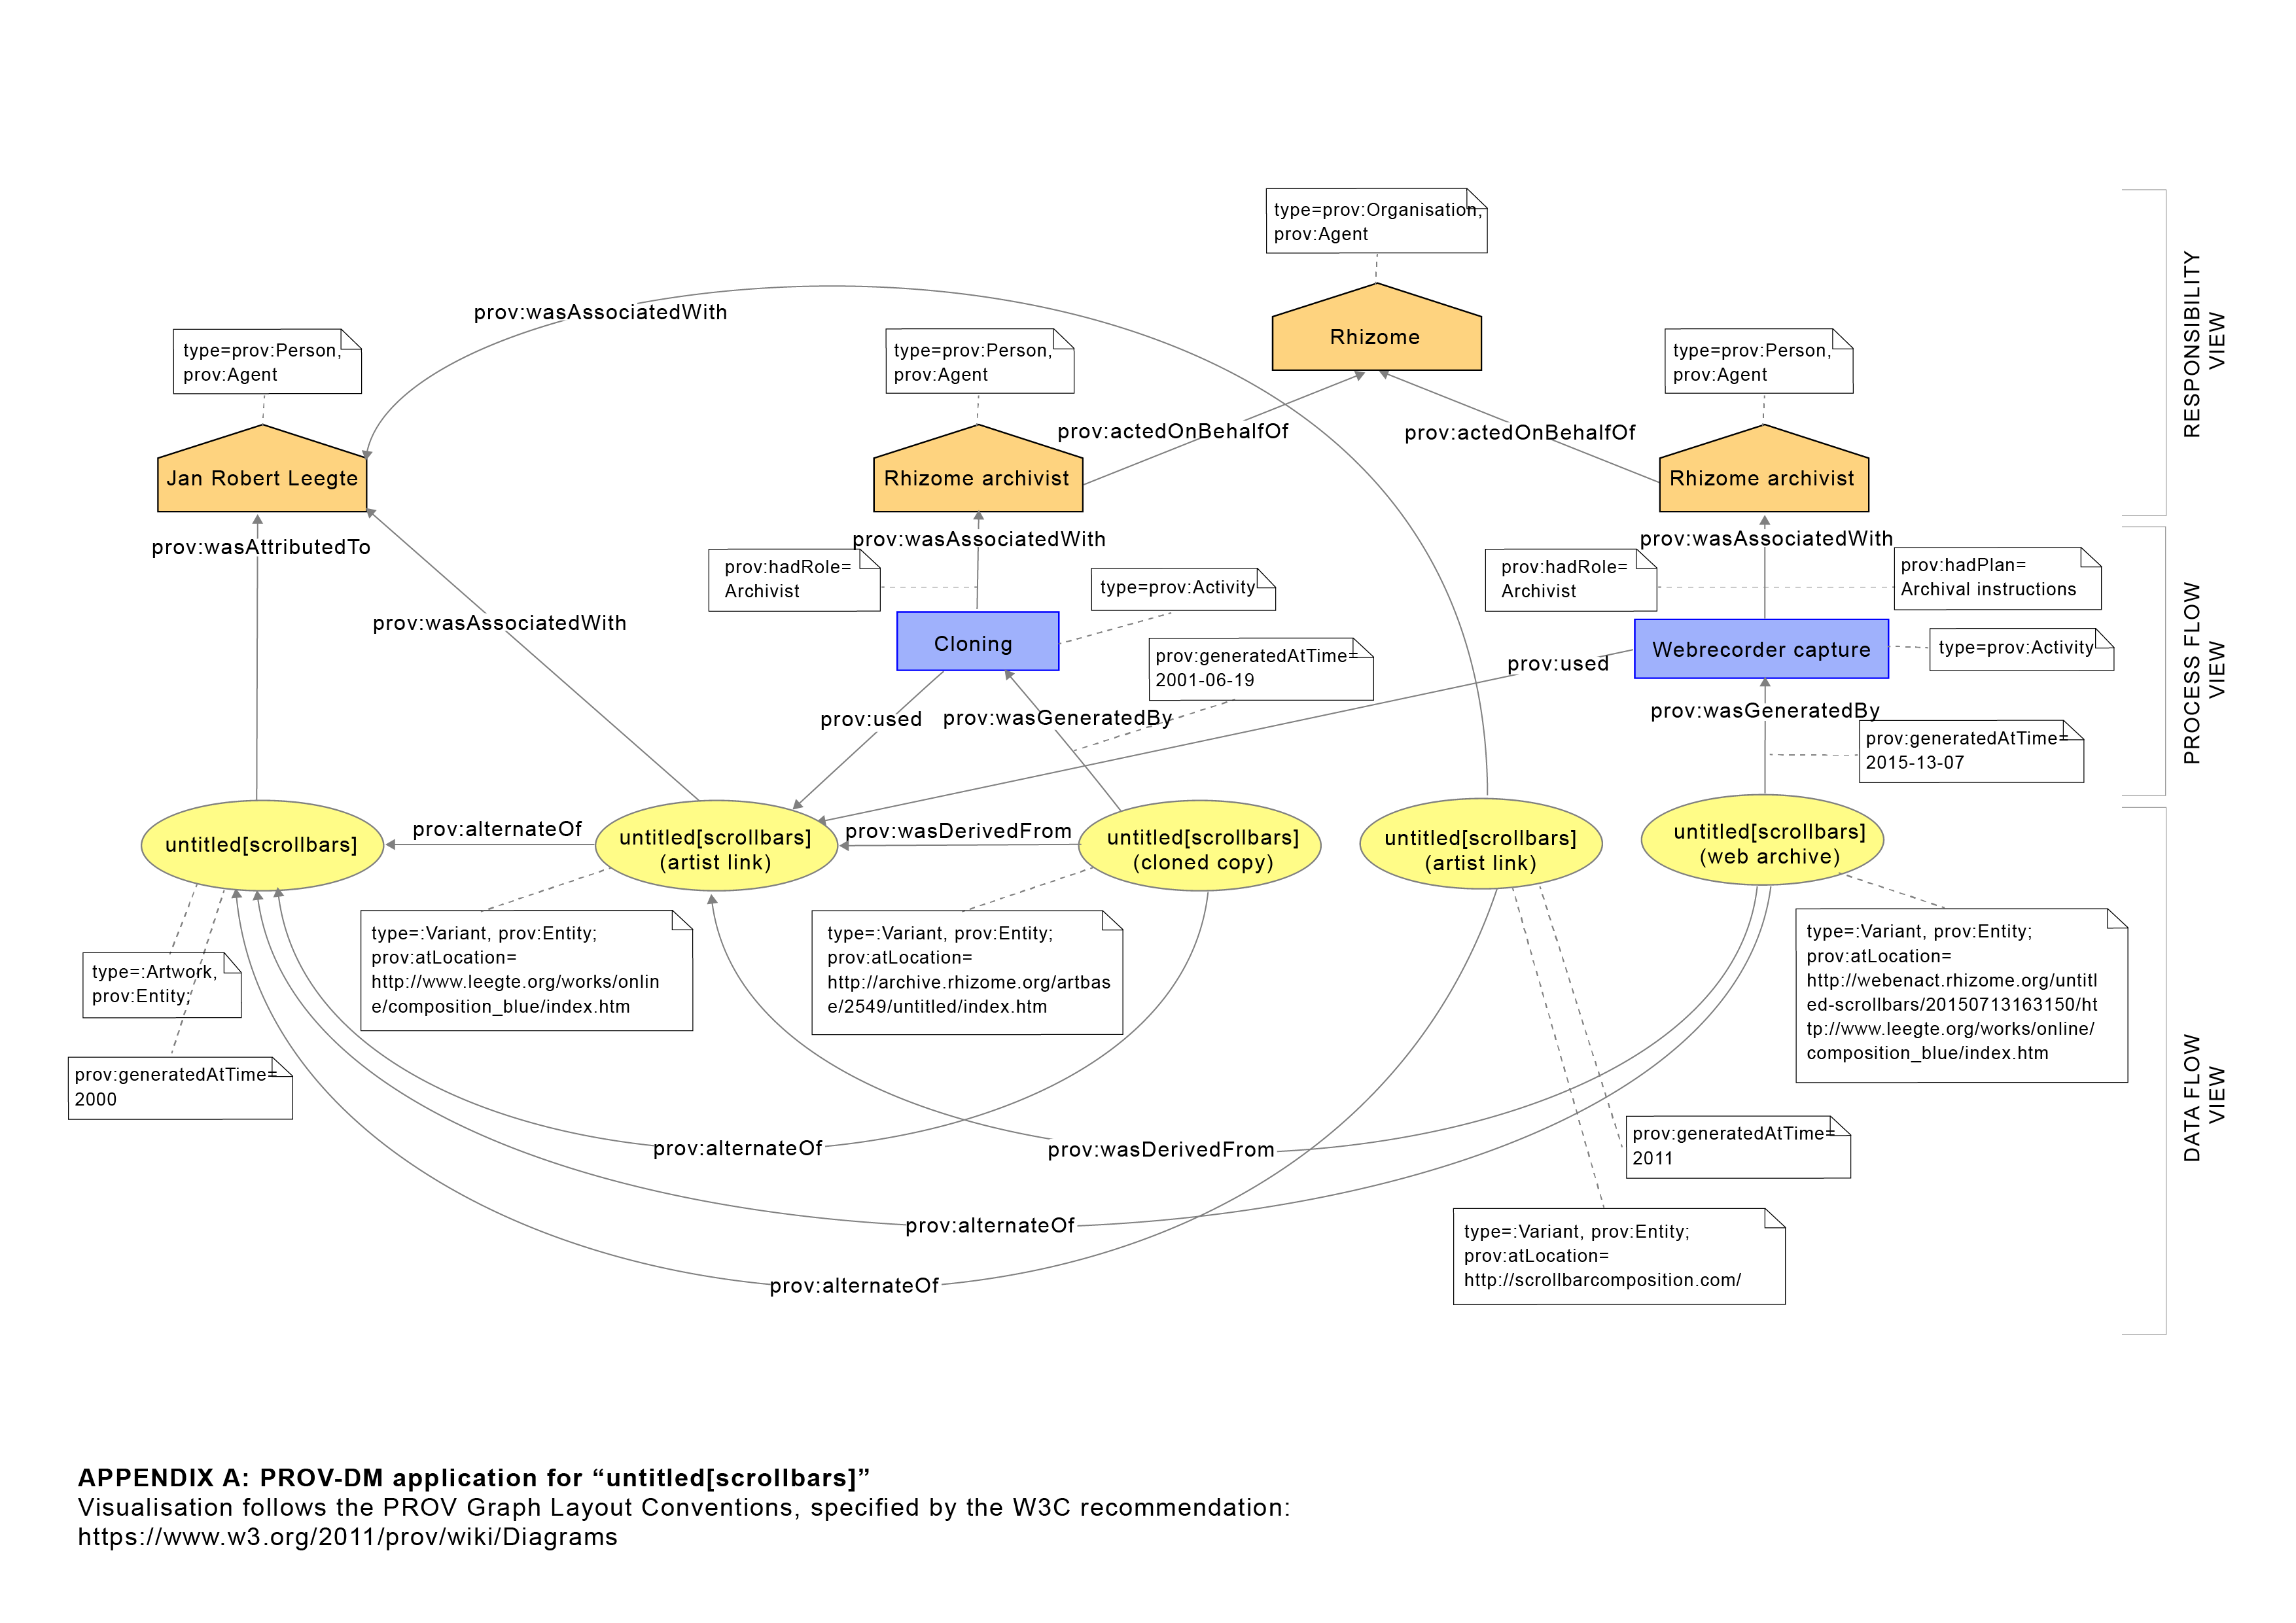 type=prov:Organisation,
prov:Agent
RESPONSIBILITY
VIEW
prov:wasAssociatedWith
Rhizome
type=prov:Person,
prov:Agent
type=prov:Person,
prov:Agent
type=prov:Person,
prov:Agent
prov:actedOnBehalfOf
prov:actedOnBehalfOf
Jan Robert Leegte
Rhizome archivist
Rhizome archivist
prov:wasAttributedTo
prov:wasAssociatedWith
prov:wasAssociatedWith
prov:hadRole=
Archivist
type=prov:Activity
prov:hadRole=
Archivist
prov:hadPlan=
Archival instructions
PROCESS FLOW
VIEW
prov:wasAssociatedWith
Cloning
prov:generatedAtTime=
2001-06-19
prov:used
Webrecorder capture
type=prov:Activity
prov:used
prov:wasGeneratedBy
prov:wasGeneratedBy
prov:generatedAtTime=
2015-13-07
untitled[scrollbars]
prov:alternateOf
untitled[scrollbars]
(artist link)
prov:wasDerivedFrom
untitled[scrollbars]
(cloned copy)
untitled[scrollbars]
(artist link)
untitled[scrollbars]
(web archive)
type=:Artwork,
prov:Entity;
type=:Variant, prov:Entity;
prov:atLocation=
http://www.leegte.org/works/onlin
e/composition_blue/index.htm
type=:Variant, prov:Entity;
prov:atLocation=
http://archive.rhizome.org/artbas
e/2549/untitled/index.htm
type=:Variant, prov:Entity;
prov:atLocation=
http://webenact.rhizome.org/untitl
ed-scrollbars/20150713163150/ht
tp://www.leegte.org/works/online/
composition_blue/index.htm
DATA FLOW
VIEW
prov:generatedAtTime=
2000
prov:alternateOf
prov:wasDerivedFrom
prov:generatedAtTime=
2011
prov:alternateOf
prov:alternateOf
type=:Variant, prov:Entity;
prov:atLocation=
http://scrollbarcomposition.com/
APPENDIX A: PROV-DM application for “untitled[scrollbars]”
Visualisation follows the PROV Graph Layout Conventions, specified by the W3C recommendation:
https://www.w3.org/2011/prov/wiki/Diagrams